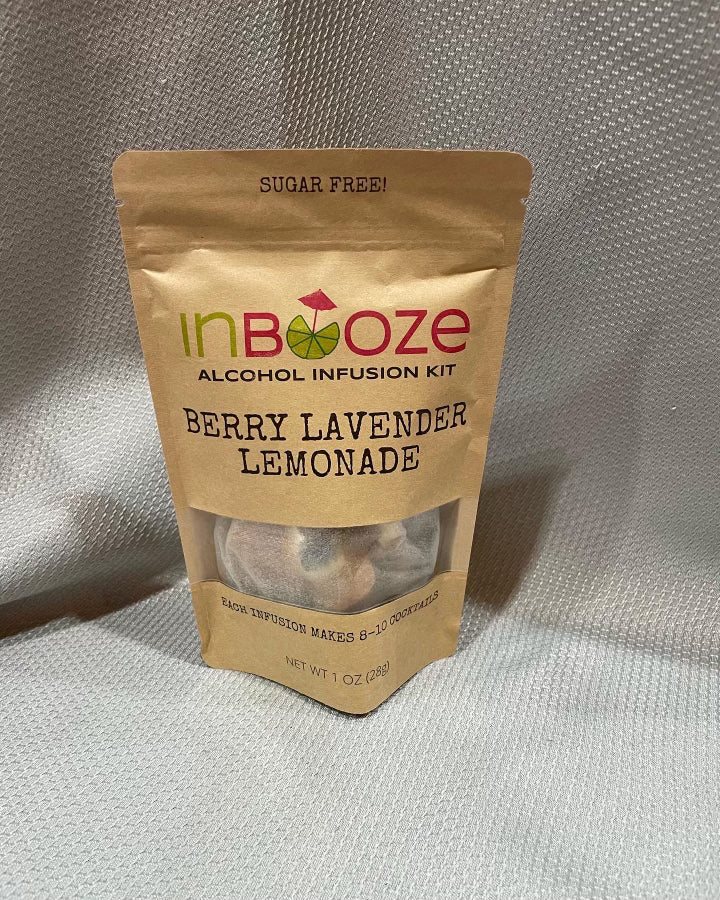 SUGAR FREE!
INBOOZE
ALCOHOL INFUSION KIT
BERRY LAVENDER
LEMONADE
EACH INFUSION MAKES 8-10 COCKTAILS
NET WT 1 OZ (28g)